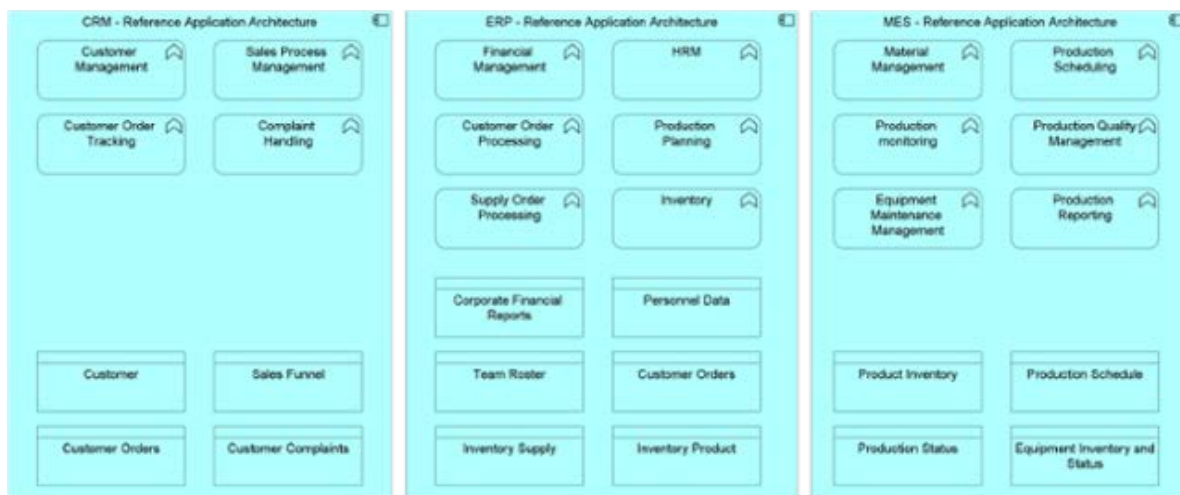 CRM - Reference Application Architecture
Customer
Management
Sales Process
Management
Customer Order
Tracking
Complaint
Handling
Customer
Sales Funnel
Customer Orders
Customer Complaints
ERP - Reference Application Architecture
Financial
Management
HRM
Customer Order
Processing
Production
Planning
Supply Order
Processing
Inventory
Corporate Financial
Reports
Personnel Data
Team Roster
Customer Orders
Inventory Supply
Inventory Product
MES - Reference Application Architecture
Material
Management
Production
Scheduling
Production
monitoring
Production Quality
Management
Equipment
Maintenance
Management
Production
Reporting
Product Inventory
Production Schedule
Production Status
Equipment Inventory and
Status